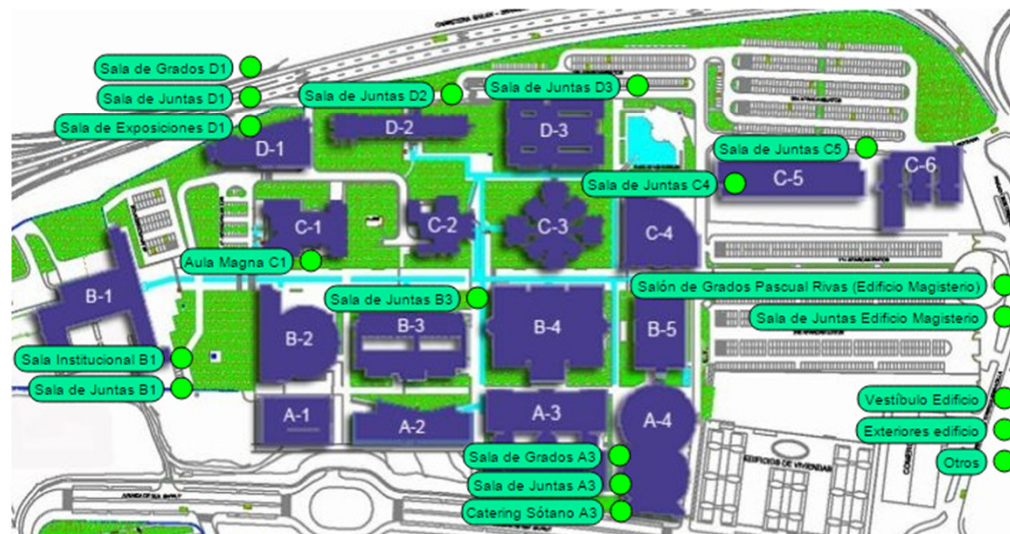 Sala de Grados D1
Sala de Juntas D1
Sala de Juntas D2
Sala de Juntas D3
Sala de Exposiciones D1
D-1
D-2
D-3
Sala de Juntas C5
Sala de Juntas C4
C-5
C-6
C-1
C-2
C-3
C-4
Aula Magna C1
B-1
Sala de Juntas B3
Salón de Grados Pascual Rivas (Edificio Magisterio)
Sala de Juntas Edificio Magisterio
B-2
B-3
B-4
B-5
Sala Institucional B1
Sala de Juntas B1
Vestíbulo Edificio
Exteriores edificio
Otros
A-1
A-2
A-3
A-4
Sala de Grados A3
Sala de Juntas A3
Catering Sótano A3
EDIFICIOS DE VIVIENDAS